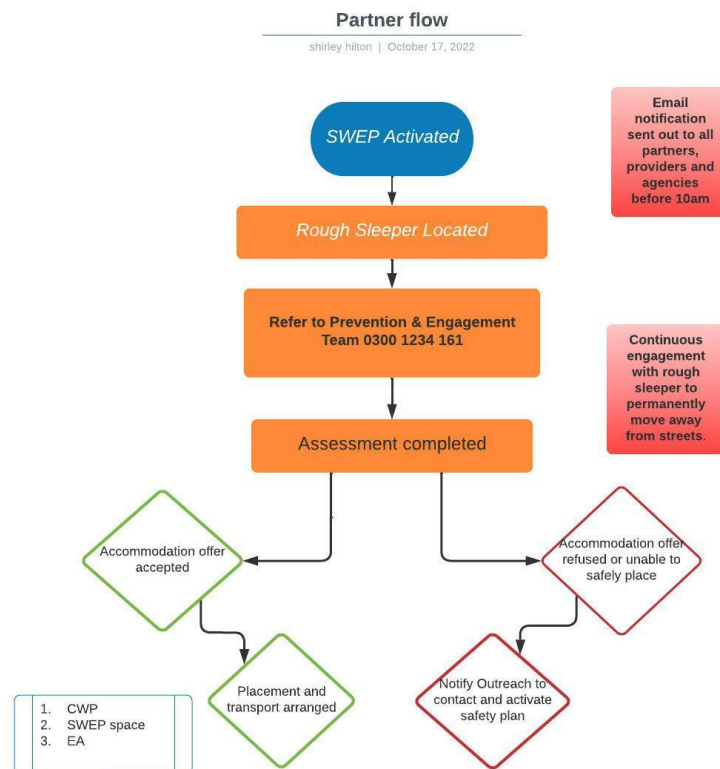 Partner flow
shirley hilton | October 17, 2022
SWEP Activated
Email
notification
sent out to all
partners,
providers and
agencies
before 10am
Rough Sleeper Located
Refer to Prevention & Engagement
Team 0300 1234 161
Continuous
engagement
with rough
sleeper to
permanently
move away
from streets.
Assessment completed
Accommodation offer
accepted
Accommodation offer
refused or unable to
safely place
Placement and
transport arranged
Notify Outreach to
contact and activate
safety plan
1. CWP
2. SWEP space
3. EA